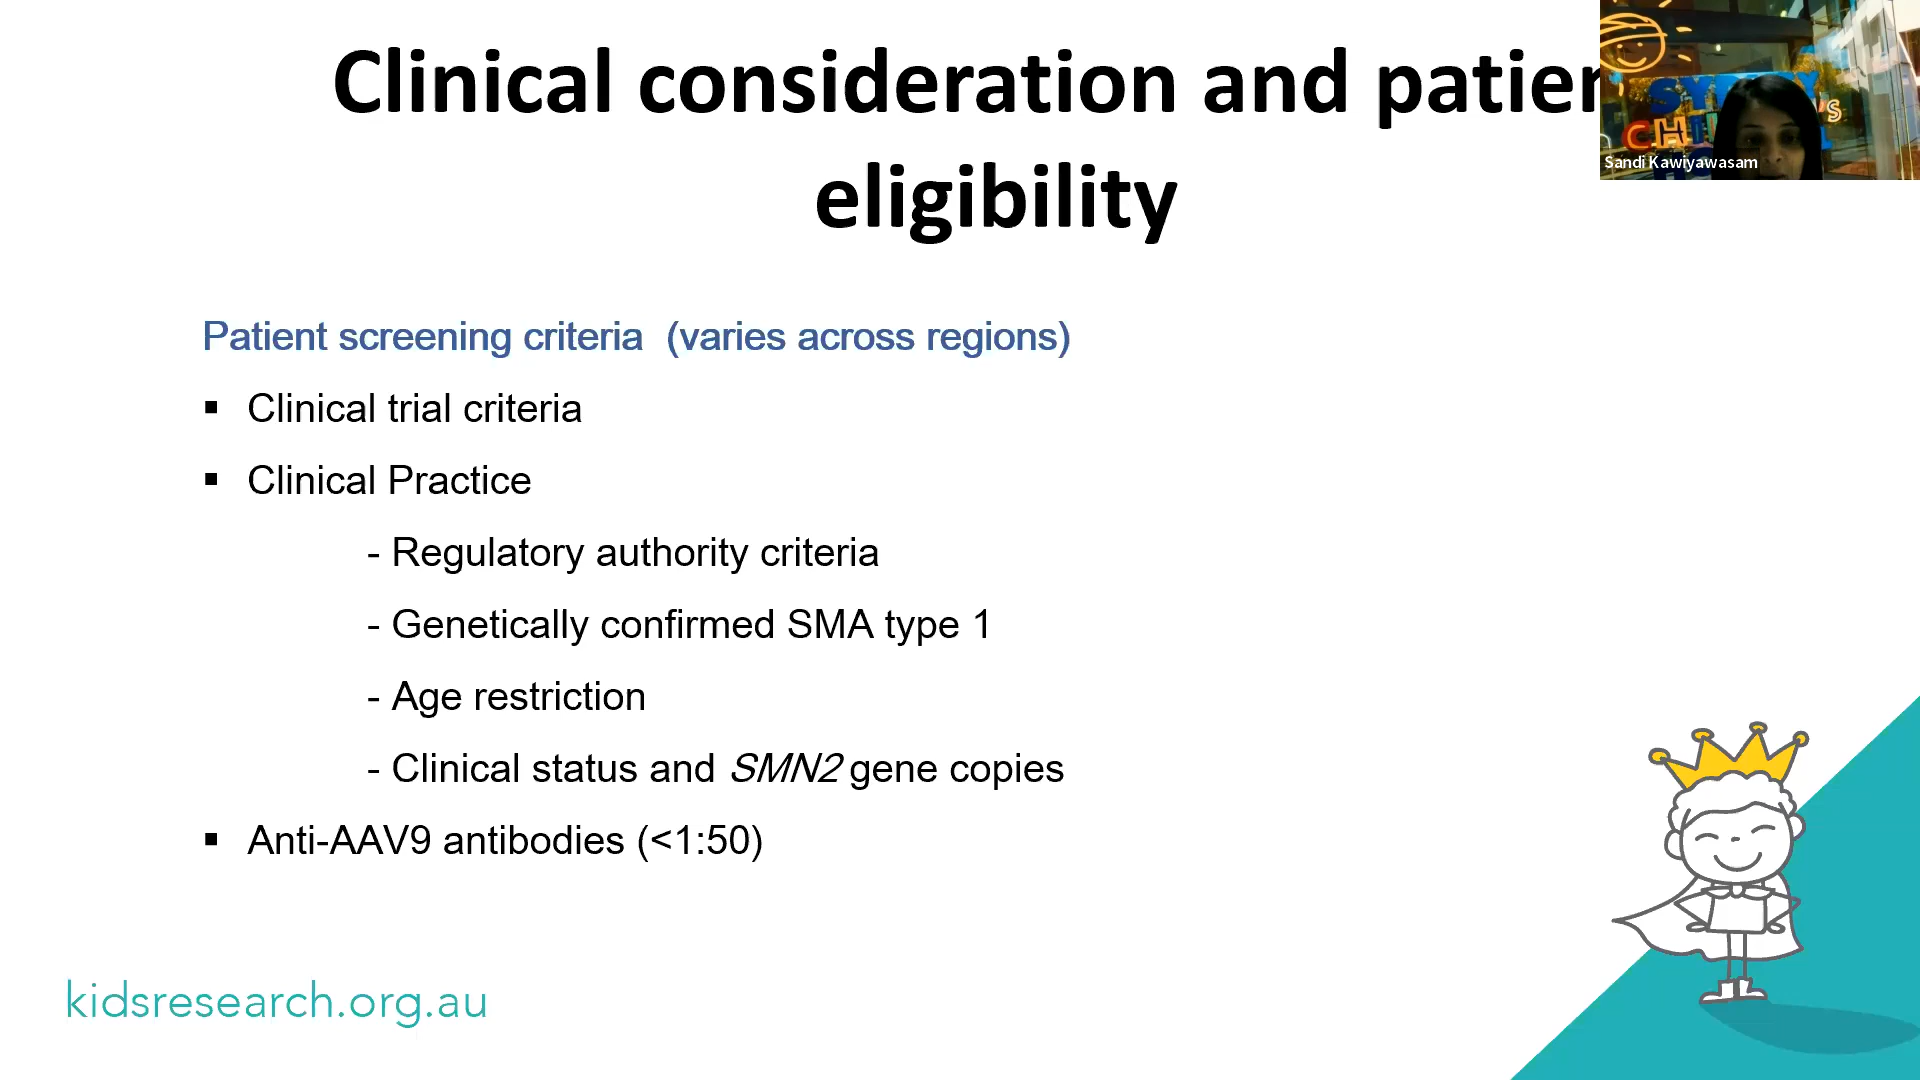 Clinical consideration and patien
eligibility
Sandi Kawiyawasam
Patient screening criteria (varies across regions)
▪ Clinical trial criteria
▪ Clinical Practice
- Regulatory authority criteria
- Genetically confirmed SMA type 1
- Age restriction
- Clinical status and SMN2 gene copies
▪ Anti-AAV9 antibodies (<1:50)
kidsresearch.org.au